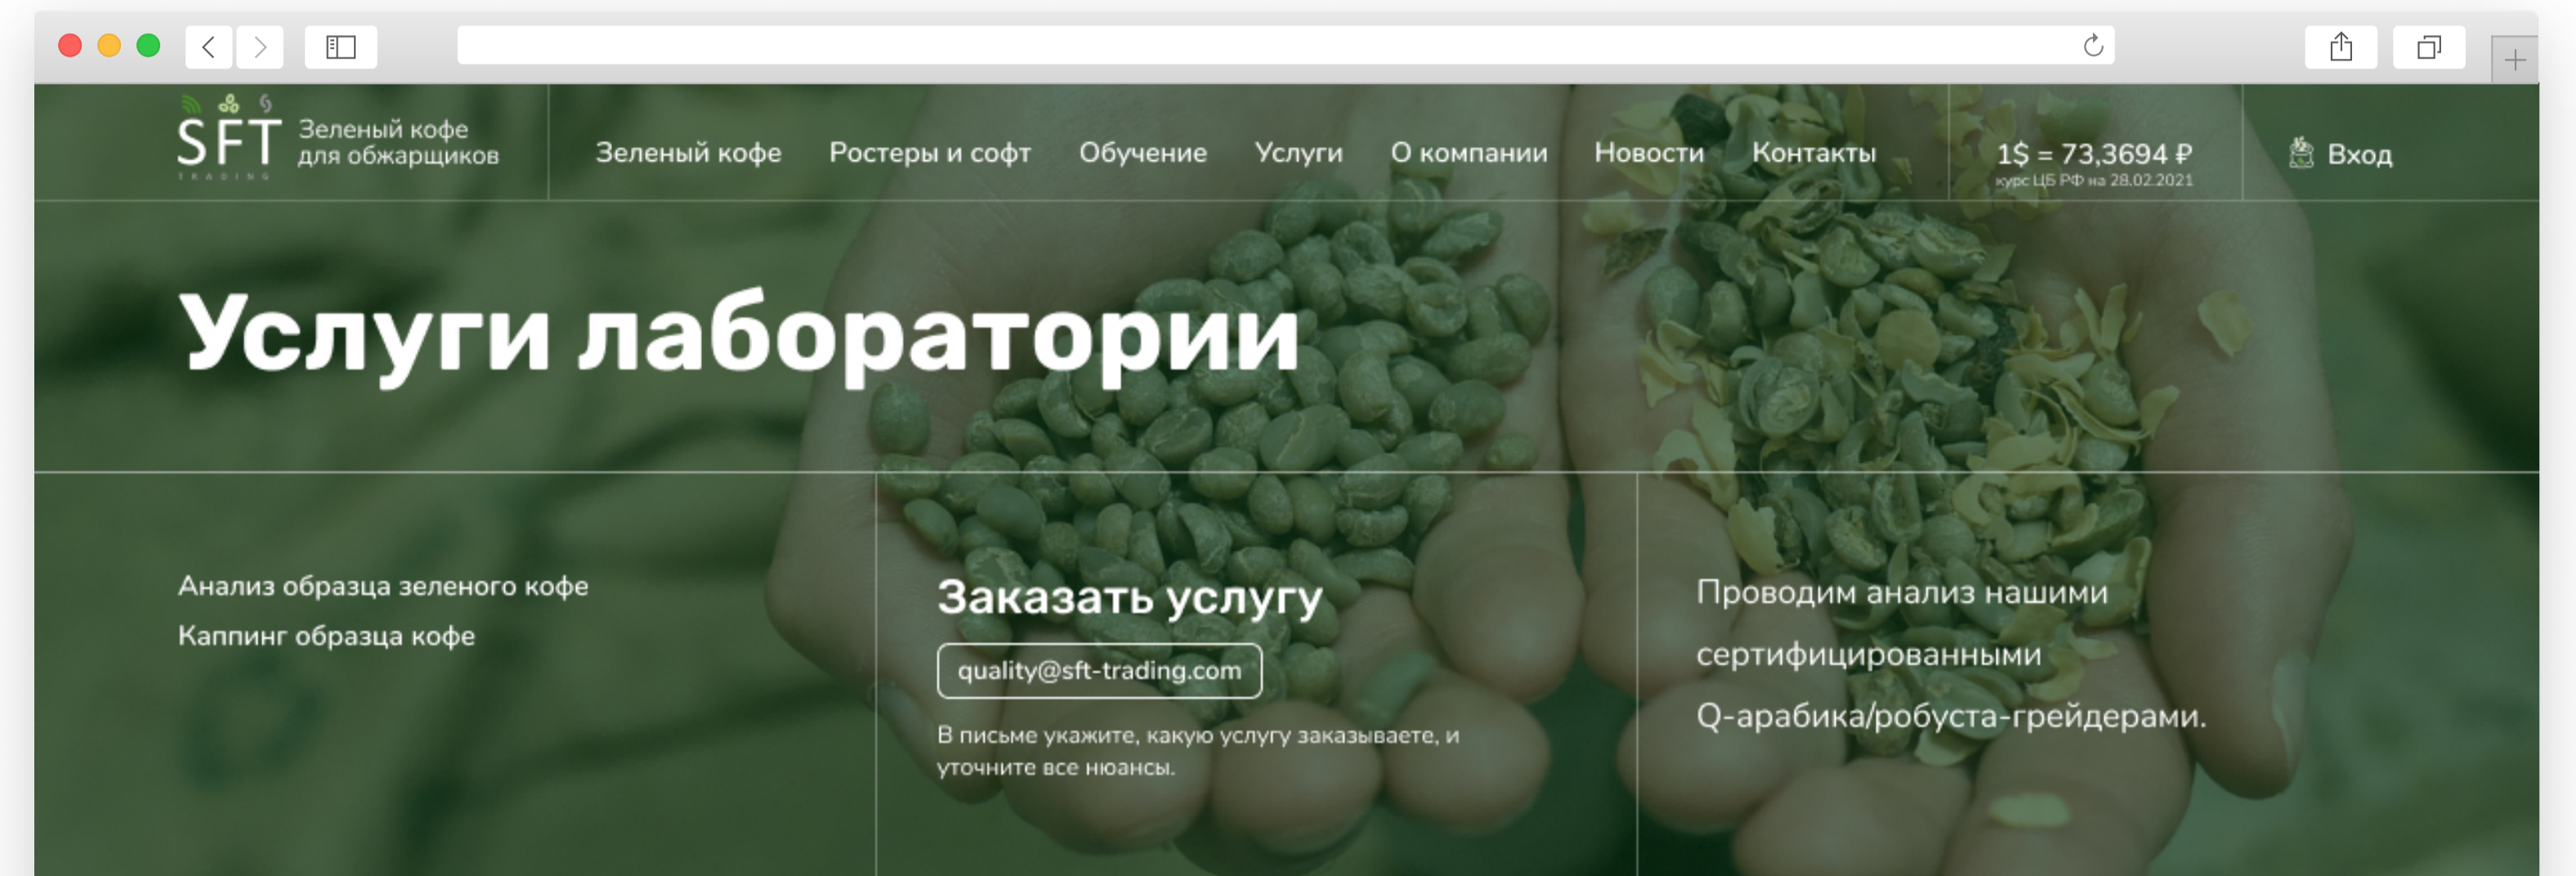 SFT
TRADING
Зеленый кофе
для обжарщиков
Зеленый кофе
Ростеры и софт
Обучение
Услуги
О компании
Новости
Контакты
1$ = 73,3694 ₽
курс ЦБ РФ на 28.02.2021
Вход
Услуги лаборатории
Анализ образца зеленого кофе
Каппинг образца кофе
Заказать услугу
quality@sft-trading.com
В письме укажите, какую услугу заказываете, и
уточните все нюансы.
Проводим анализ нашими
сертифицированными
Q-арабика/робуста-грейдерами.